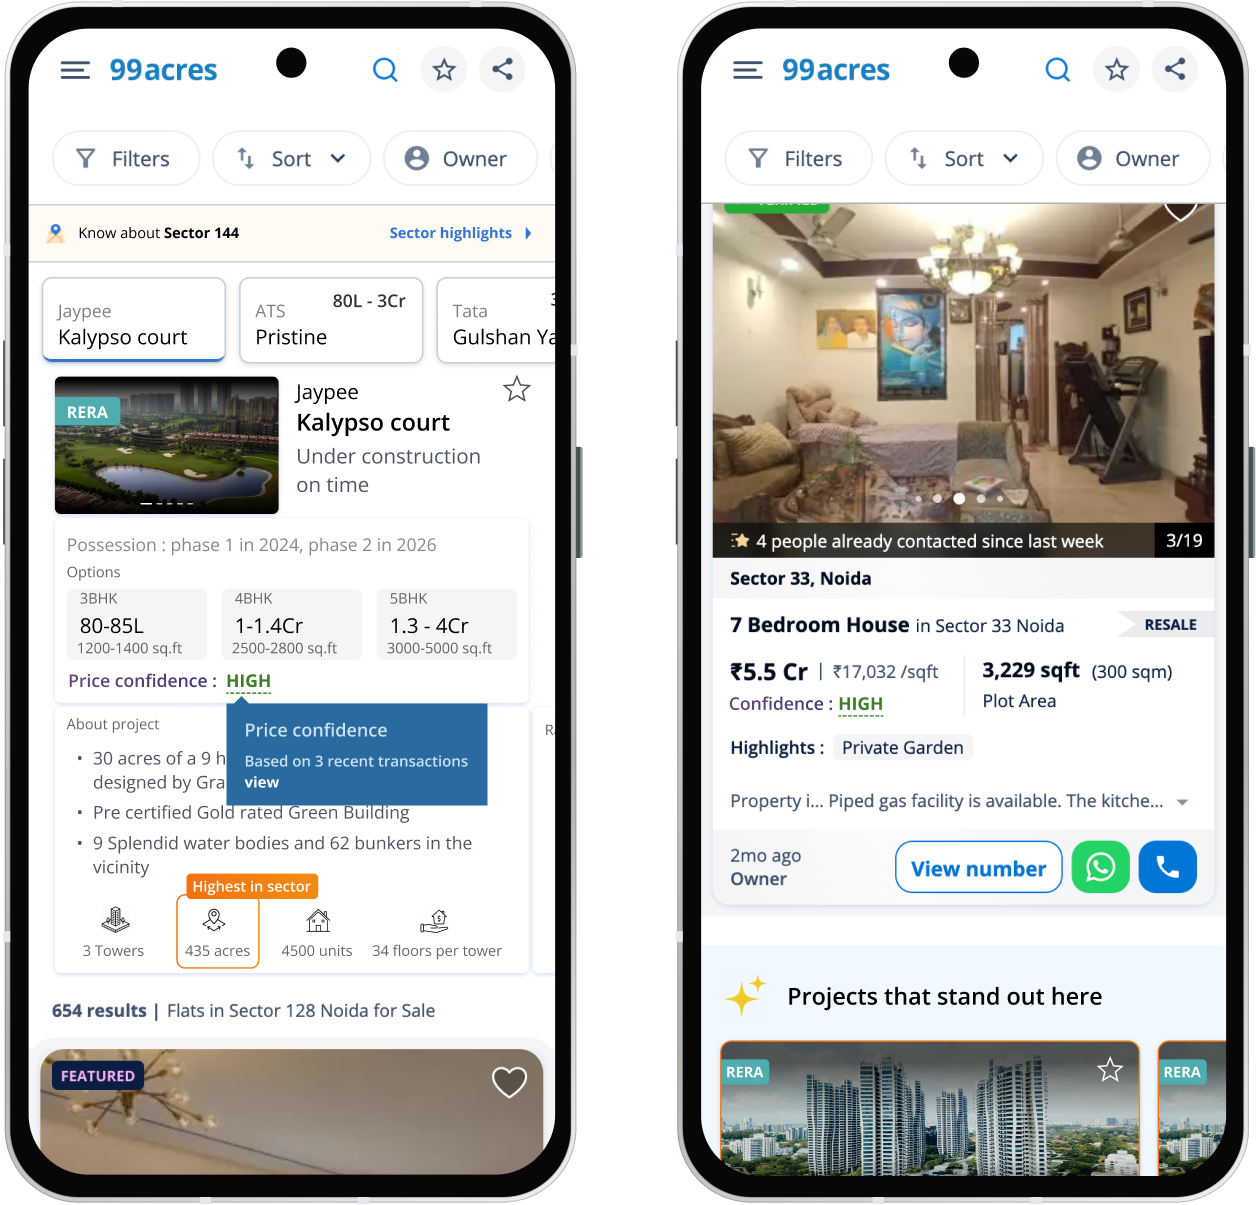 99acres
Filters
Sort
Owner
Know about Sector 144
Sector highlights
Jaypee
Kalypso court
80L - 3Cr
ATS
Pristine
Tata
Gulshan Ya
RERA
Jaypee
Kalypso court
Under construction
on time
Possession : phase 1 in 2024, phase 2 in 2026
Options
3BHK
80-85L
1200-1400 sq.ft
4BHK
1-1.4Cr
2500-2800 sq.ft
5BHK
1.3 - 4Cr
3000-5000 sq.ft
Price confidence : HIGH
Price confidence
Based on 3 recent transactions
view
About project
• 30 acres of a 9 h
designed by Gra
• Pre certified Gold rated Green Building
• 9 Splendid water bodies and 62 bunkers in the
vicinity
Highest in sector
3 Towers
435 acres
4500 units
34 floors per tower
654 results | Flats in Sector 128 Noida for Sale
FEATURED
99acres
Filters
Sort
Owner
4 people already contacted since last week
3/19
Sector 33, Noida
7 Bedroom House in Sector 33 Noida
RESALE
₹5.5 Cr | ₹17,032 /sqft
3,229 sqft (300 sqm)
Confidence : HIGH
Plot Area
Highlights : Private Garden
Property i... Piped gas facility is available. The kitche...
2mo ago
Owner
View number
Projects that stand out here
RERA
RERA